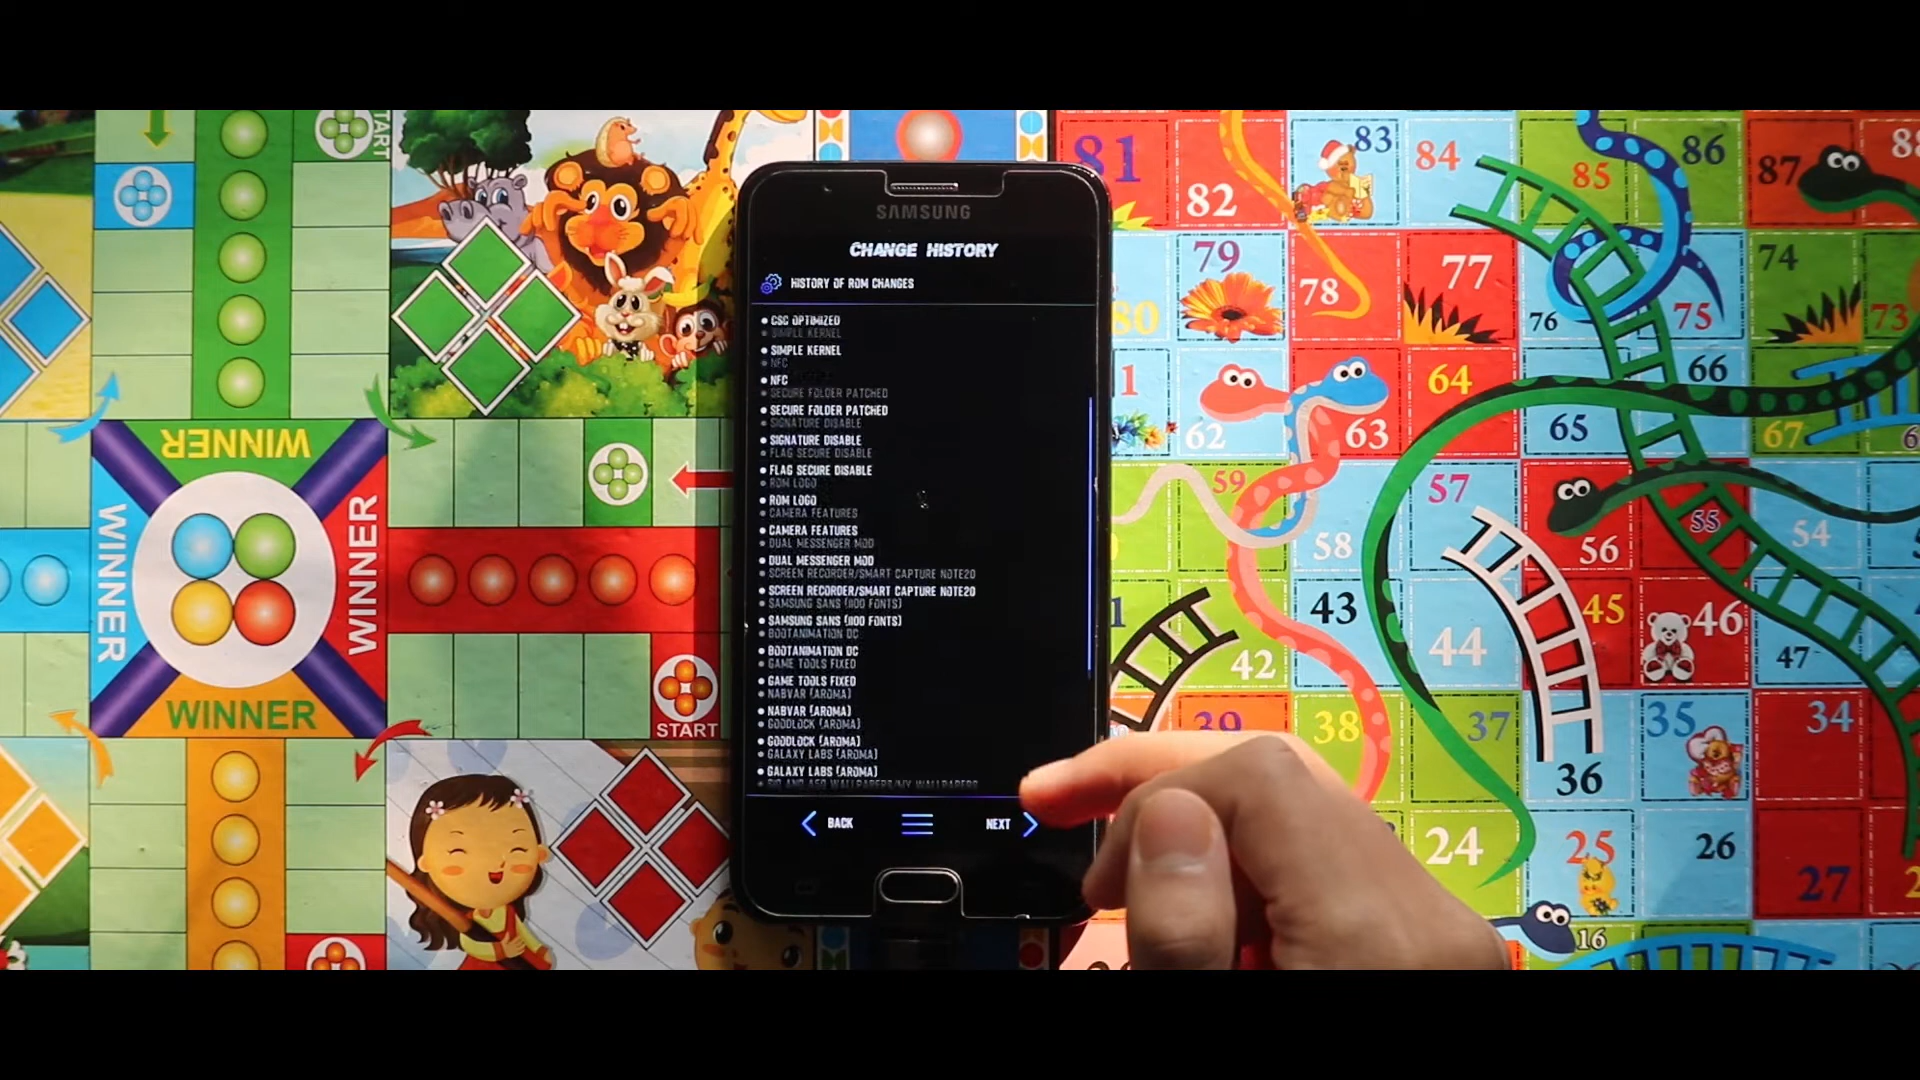 START
WINNER
WINNER
WINNER
WINNER
START
SAMSUNG
CHANGE HISTORY
HISTORY OF ROM CHANGES
CSC OPTIMIZED
SIMPLE KERNEL
SIMPLE KERNEL
NFC
NFC
SECURE FOLDER PATCHED
SECURE FOLDER PATCHED
SIGNATURE DISABLE
SIGNATURE DISABLE
FLAG SECURE DISABLE
FLAG SECURE DISABLE
ROM LOGO
ROM LOGO
CAMERA FEATURES
CAMERA FEATURES
DUAL MESSENGER MOD
DUAL MESSENGER MOD
SCREEN RECORDER/SMART CAPTURE NOTE20
SCREEN RECORDER/SMART CAPTURE NOTE20
SAMSUNG SANS (1100 FONTS)
SAMSUNG SANS (1100 FONTS)
BOOTANIMATION DC
BOOTANIMATION DC
GAME TOOLS FIXED
GAME TOOLS FIXED
NABVAR (AROMA)
NABVAR (AROMA)
GOODLOCK (AROMA)
GOODLOCK (AROMA)
GALAXY LABS (AROMA)
GALAXY LABS (AROMA)
BACK
NEXT
81 82 83 84 85 86 87
80 79 78 77 76 75 74 73
62 63 64 65 66 67
59 58 57 56 55 54
42 43 44 45 46 47
39 38 37 36 35 34
24 25 26 27
16